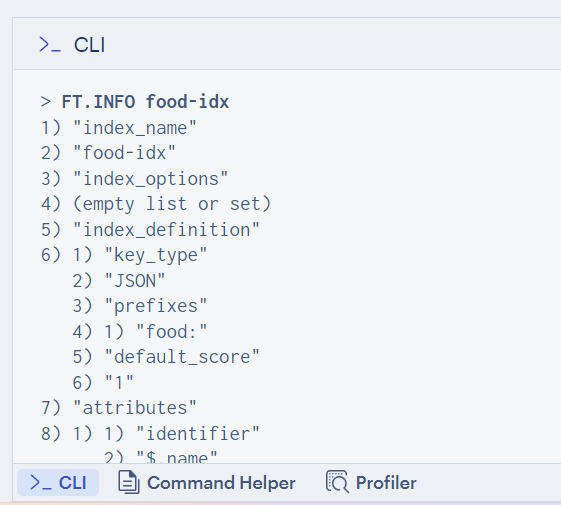 >_ CLI
> FT.INFO food-idx
1) "index_name"
2) "food-idx"
3) "index_options"
4) (empty list or set)
5) "index_definition"
6) 1) "key_type"
2) "JSON"
3) "prefixes"
4) 1) "food:"
5) "default_score"
6) "1"
7) "attributes"
8) 1) 1) "identifier"
2) "$.name"
>_ CLI Command Helper Profiler